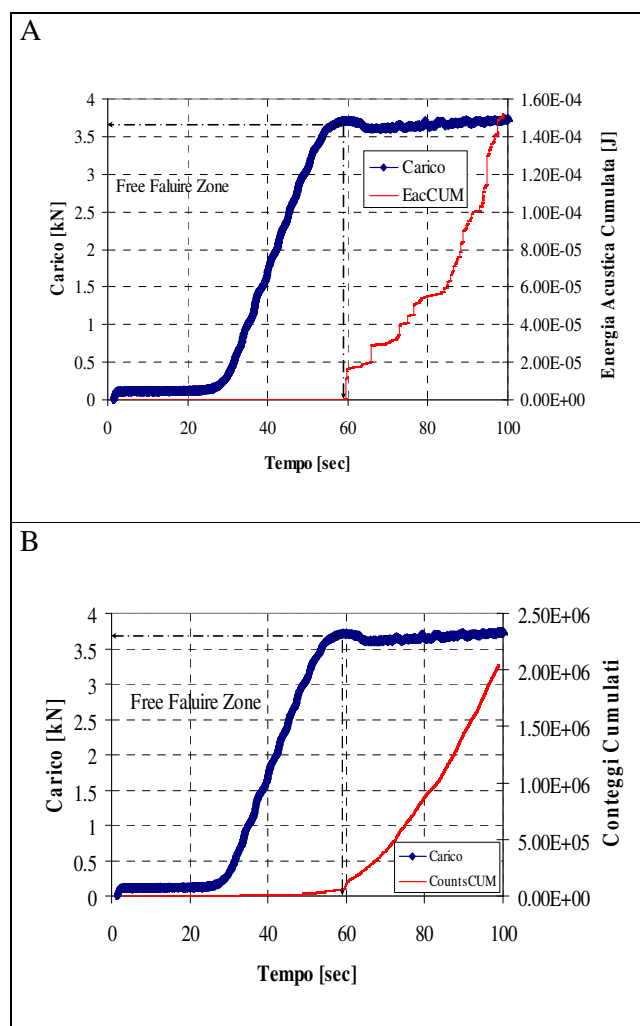 A
4
3.5
3
2.5
2
1.5
1
0.5
0
Carico [kN]
Free Faluire Zone
Carico
EacCUM
1.60E-04
1.40E-04
1.20E-04
1.00E-04
8.00E-05
6.00E-05
4.00E-05
2.00E-05
0.00E+00
Energia Acustica Cumulata [J]
0 20 40 60 80 100
Tempo [sec]
B
4
3.5
3
2.5
2
1.5
1
0.5
0
Carico [kN]
Free Faluire Zone
Carico
CountsCUM
2.50E+06
2.00E+06
1.50E+06
1.00E+06
5.00E+05
0.00E+00
Conteggi Cumulati
0 20 40 60 80 100
Tempo [sec]